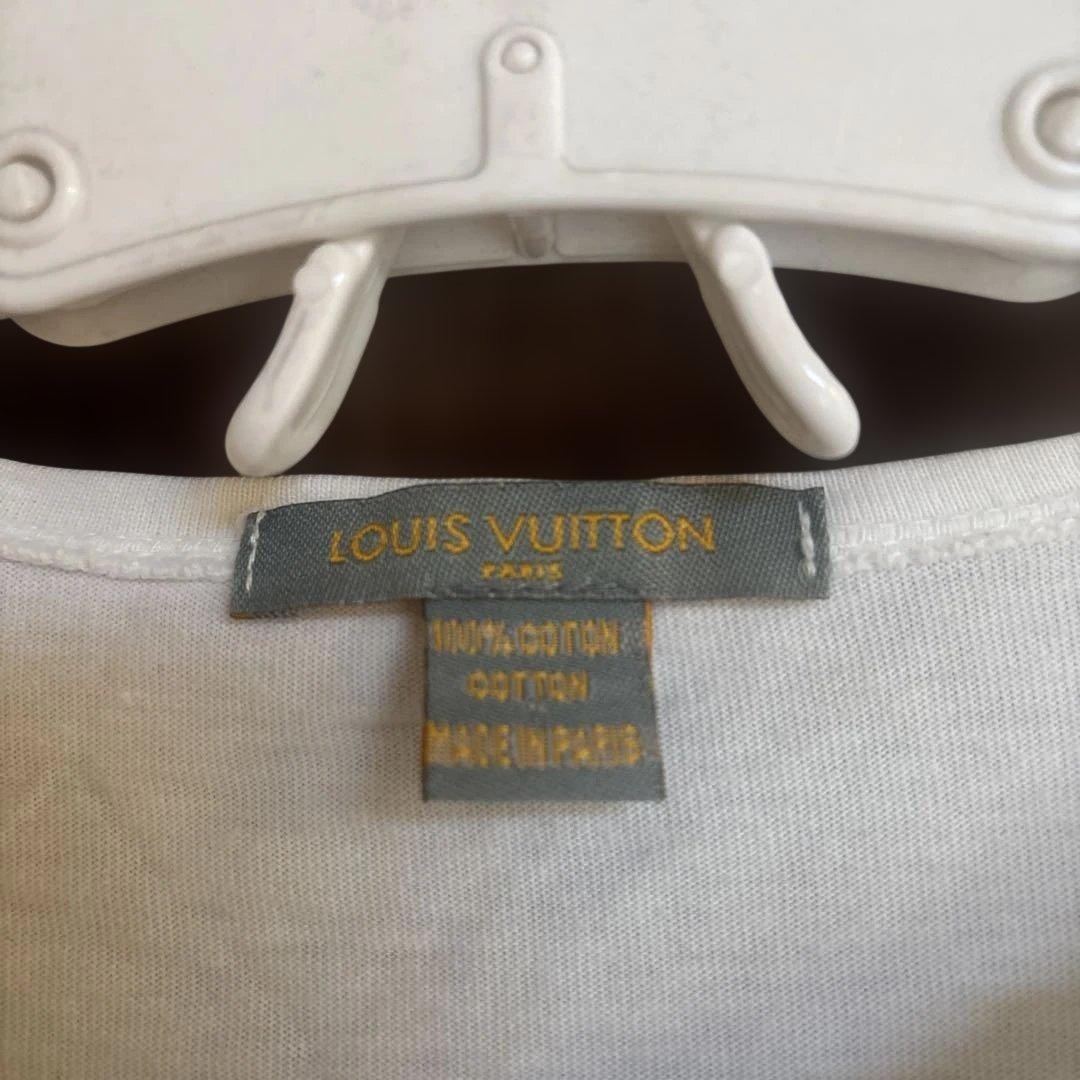 LOUIS VUITTON
PARIS
100% COTON
COTTON
MADE IN PARIS